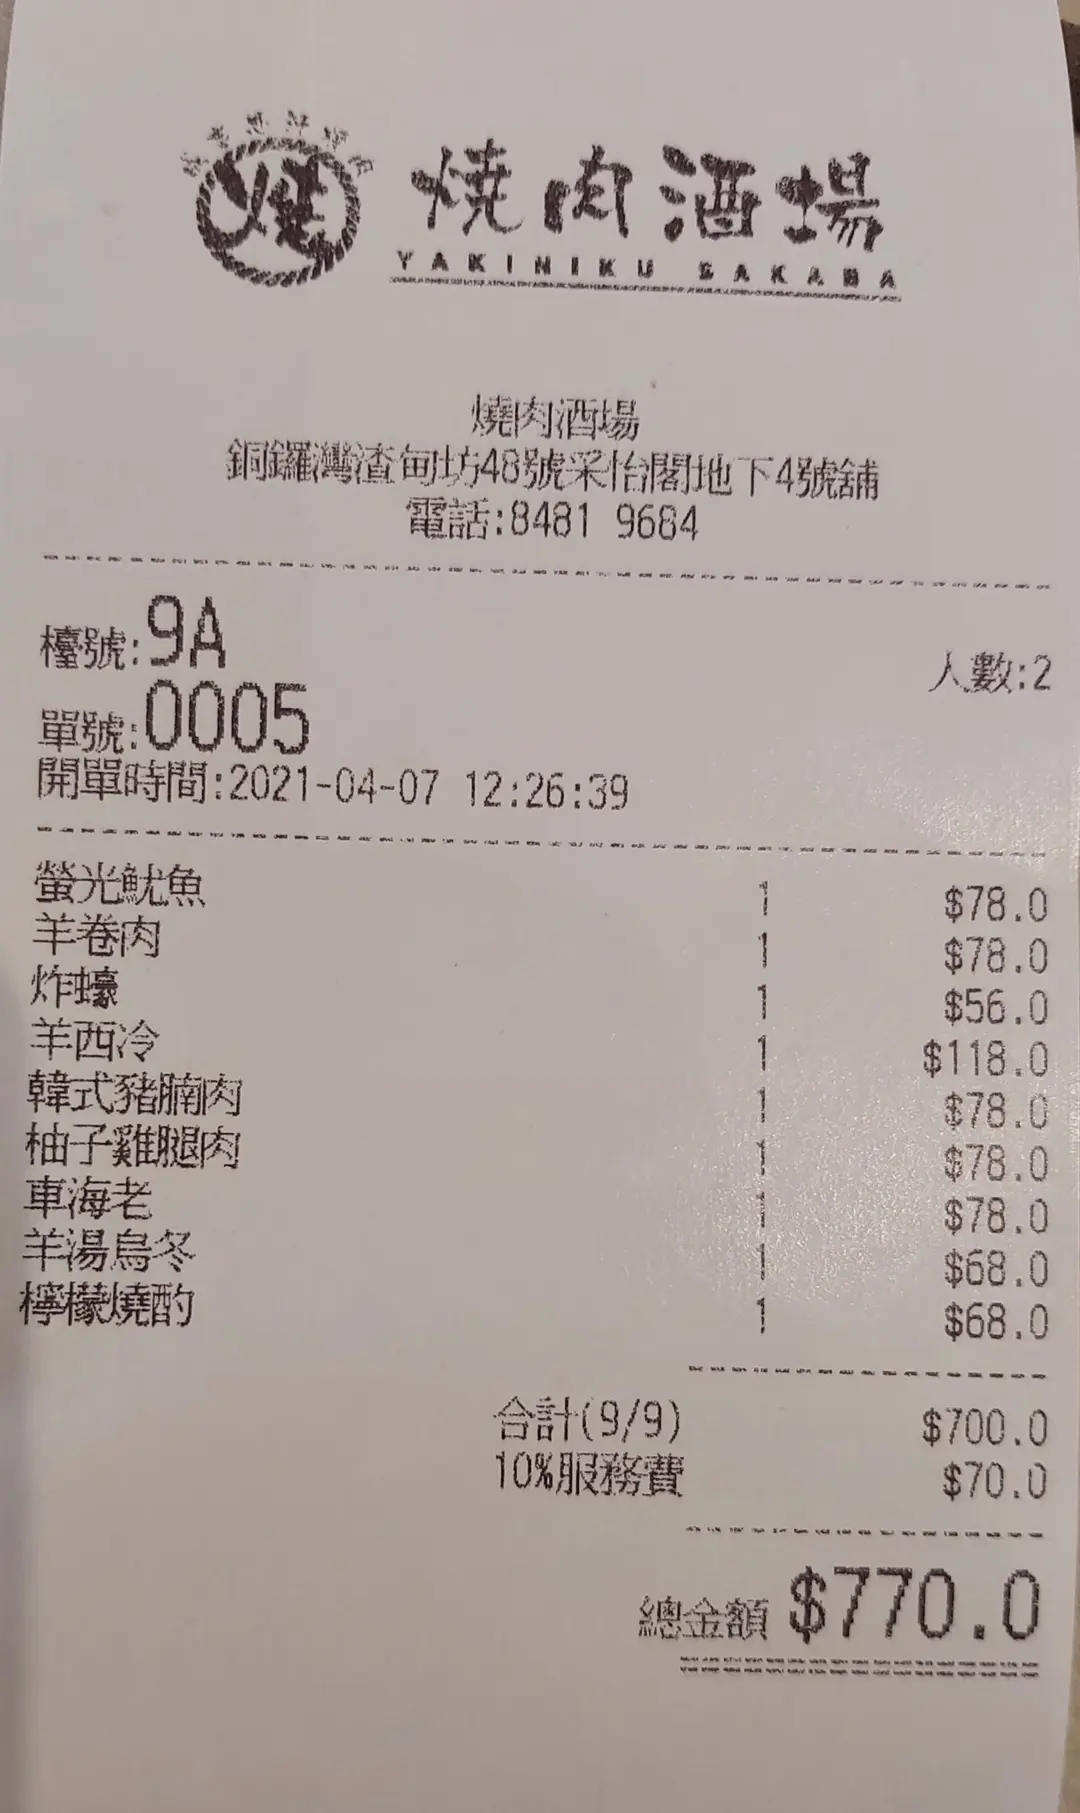 燒
燒肉酒場
YAKINIKU SAKABA
燒肉酒場
銅鑼灣渣甸坊48號采怡閣地下4號舖
電話:8481 9684
檯號:9A
人數:2
單號:0005
開單時間:2021-04-07 12:26:39
螢光魷魚 1 $78.0
羊卷肉 1 $78.0
炸蠔 1 $56.0
羊西冷 1 $118.0
韓式豬腩肉 1 $78.0
柚子雞腿肉 1 $78.0
車海老 1 $78.0
羊湯烏冬 1 $68.0
檸檬燒酌 1 $68.0
合計(9/9) $700.0
10%服務費 $70.0
總金額 $770.0